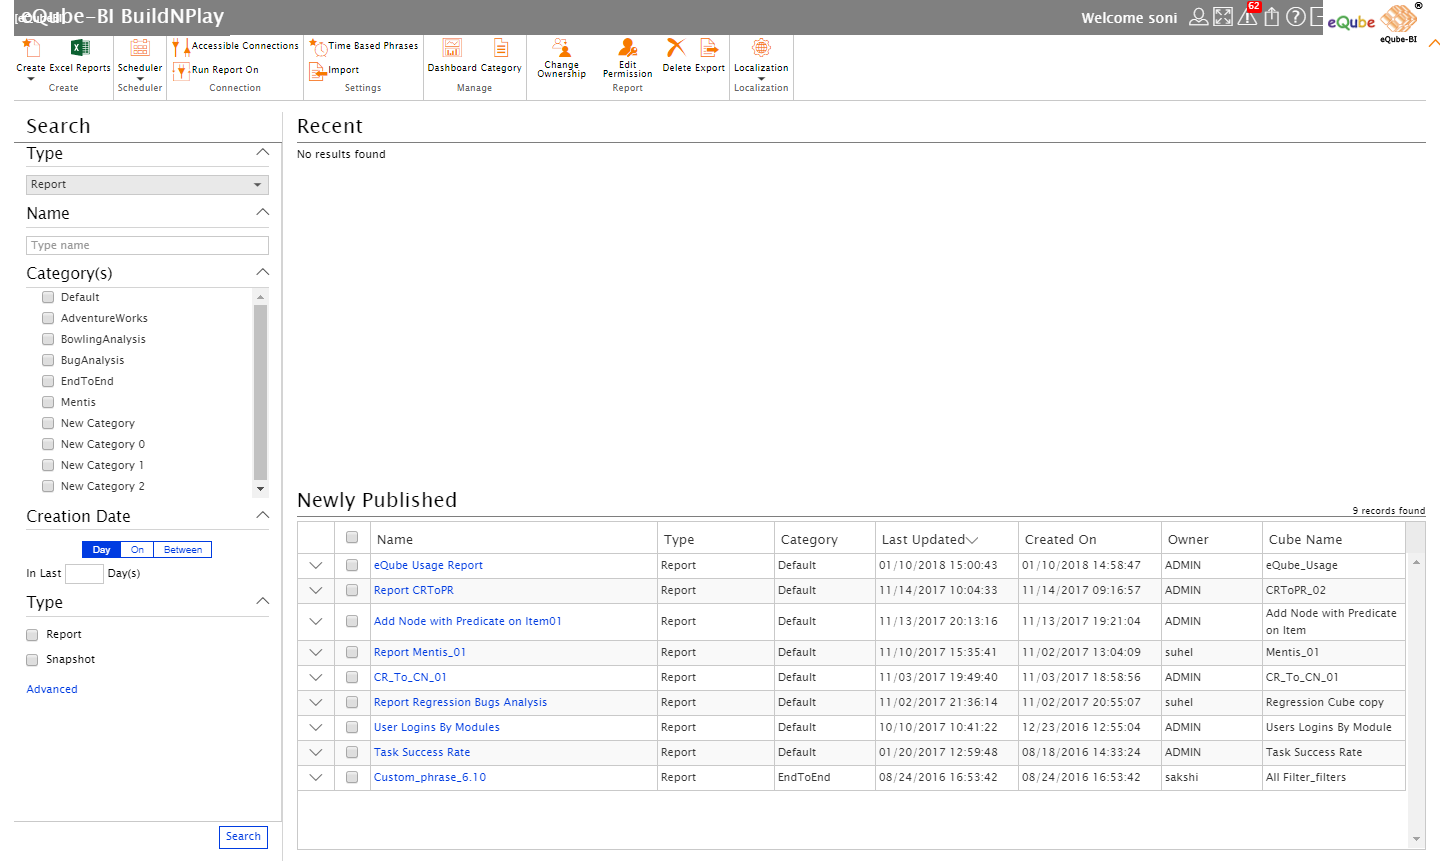 [eQube-BI]
eQube-BI BuildNPlay
Welcome soni
62
eQube
®
eQube-BI
Create Excel Reports
Create
Scheduler
Scheduler
Accessible Connections
Run Report On
Connection
Time Based Phrases
Import
Settings
Dashboard Category
Manage
Change Ownership
Edit Permission
Delete Export
Report
Localization
Localization
Search
Type
Report
Name
Type name
Category(s)
Default
AdventureWorks
BowlingAnalysis
BugAnalysis
EndToEnd
Mentis
New Category
New Category 0
New Category 1
New Category 2
Creation Date
Day On Between
In Last Day(s)
Type
Report
Snapshot
Advanced
Search
Recent
No results found
Newly Published
9 records found
Name Type Category Last Updated Created On Owner Cube Name
eQube Usage Report Report Default 01/10/2018 15:00:43 01/10/2018 14:58:47 ADMIN eQube_Usage
Report CRToPR Report Default 11/14/2017 10:04:33 11/14/2017 09:16:57 ADMIN CRToPR_02
Add Node with Predicate on Item01 Report Default 11/13/2017 20:13:16 11/13/2017 19:21:04 ADMIN Add Node with Predicate
on Item
Report Mentis_01 Report Default 11/10/2017 15:35:41 11/02/2017 13:04:09 suhel Mentis_01
CR_To_CN_01 Report Default 11/03/2017 19:49:40 11/03/2017 18:58:56 ADMIN CR_To_CN_01
Report Regression Bugs Analysis Report Default 11/02/2017 21:36:14 11/02/2017 20:55:07 suhel Regression Cube copy
User Logins By Modules Report Default 10/10/2017 10:41:22 12/23/2016 12:55:04 ADMIN Users Logins By Module
Task Success Rate Report Default 01/20/2017 12:59:48 08/18/2016 14:33:24 ADMIN Task Success Rate
Custom_phrase_6.10 Report EndToEnd 08/24/2016 16:53:42 08/24/2016 16:53:42 sakshi All Filter_filters